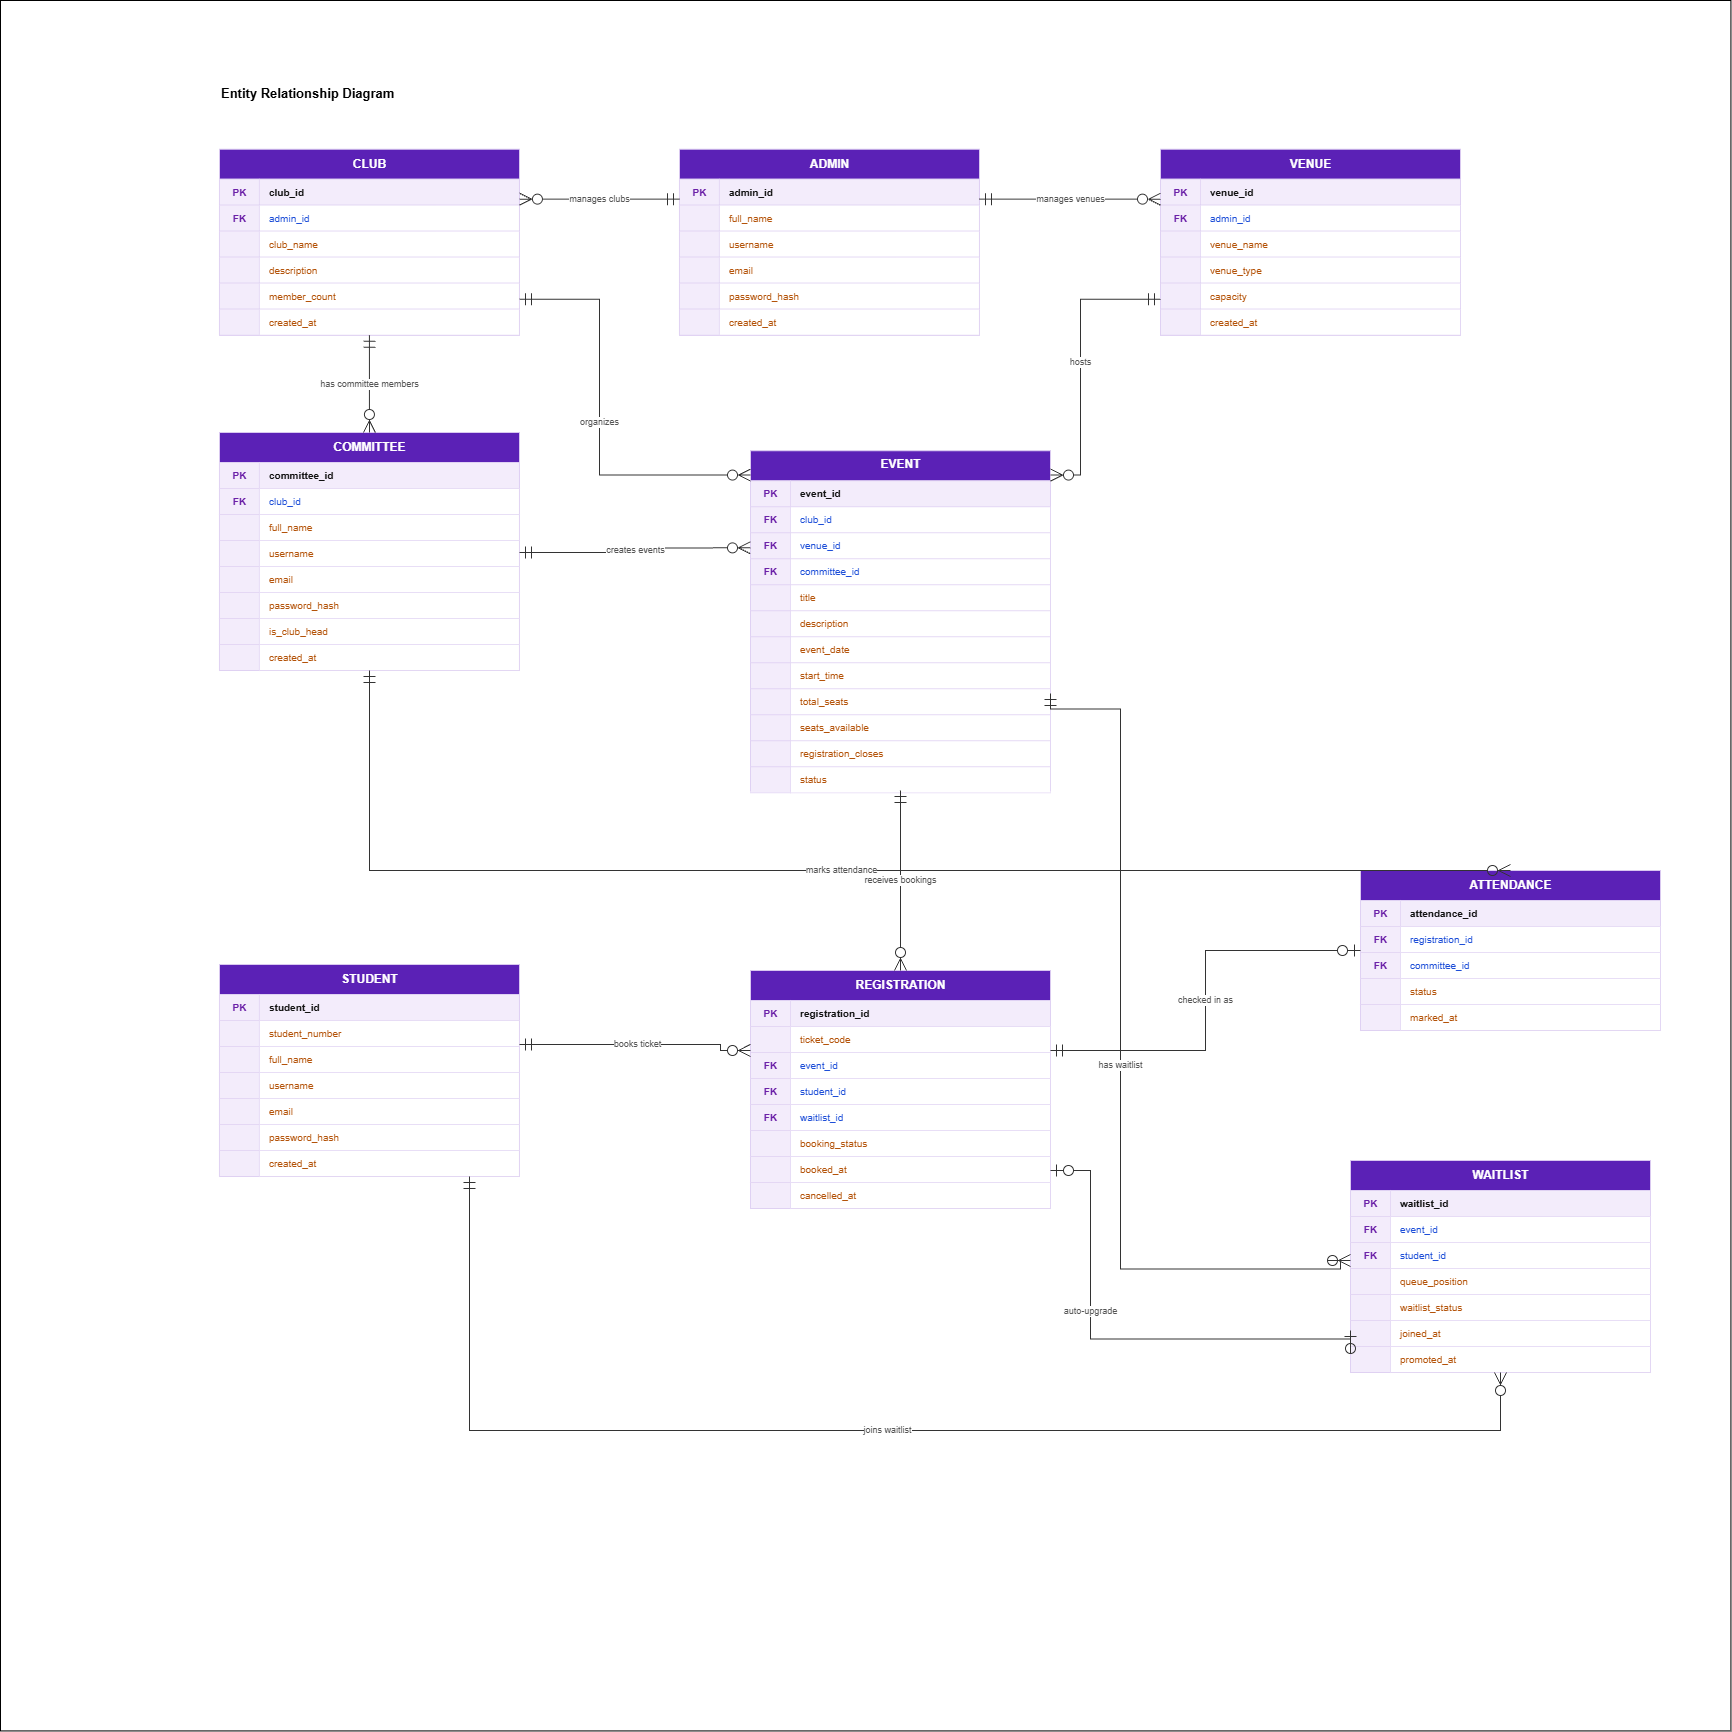 Entity Relationship Diagram
CLUB
PK club_id
FK admin_id
club_name
description
member_count
created_at
manages clubs
ADMIN
PK admin_id
full_name
username
email
password_hash
created_at
manages venues
VENUE
PK venue_id
FK admin_id
venue_name
venue_type
capacity
created_at
has committee members
organizes
hosts
COMMITTEE
PK committee_id
FK club_id
full_name
username
email
password_hash
is_club_head
created_at
creates events
EVENT
PK event_id
FK club_id
FK venue_id
FK committee_id
title
description
event_date
start_time
total_seats
seats_available
registration_closes
status
marks attendance
receives bookings
ATTENDANCE
PK attendance_id
FK registration_id
FK committee_id
status
marked_at
STUDENT
PK student_id
student_number
full_name
username
email
password_hash
created_at
books ticket
REGISTRATION
PK registration_id
ticket_code
FK event_id
FK student_id
FK waitlist_id
booking_status
booked_at
cancelled_at
checked in as
has waitlist
auto-upgrade
WAITLIST
PK waitlist_id
FK event_id
FK student_id
queue_position
waitlist_status
joined_at
promoted_at
joins waitlist